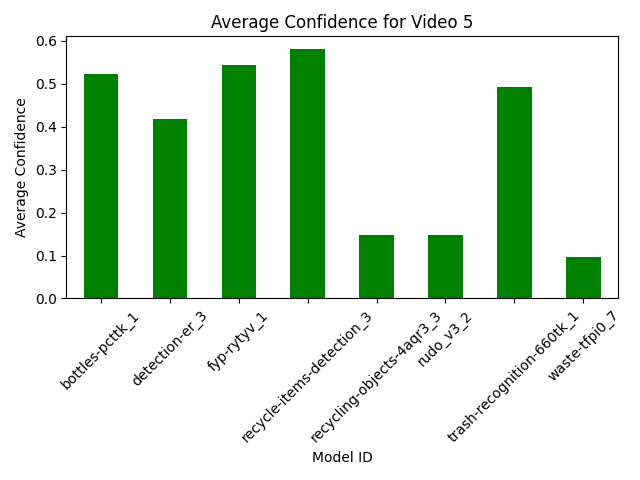 Average Confidence for Video 5
Average Confidence
0.6
0.5
0.4
0.3
0.2
0.1
0.0
bottles-pcttk_1
detection-er_3
fyp-rytyv_1
recycle-items-detection_3
recycling-objects-4aqr3_3
rudo_v3_2
trash-recognition-660tk_1
waste-tfpi0_7
Model ID